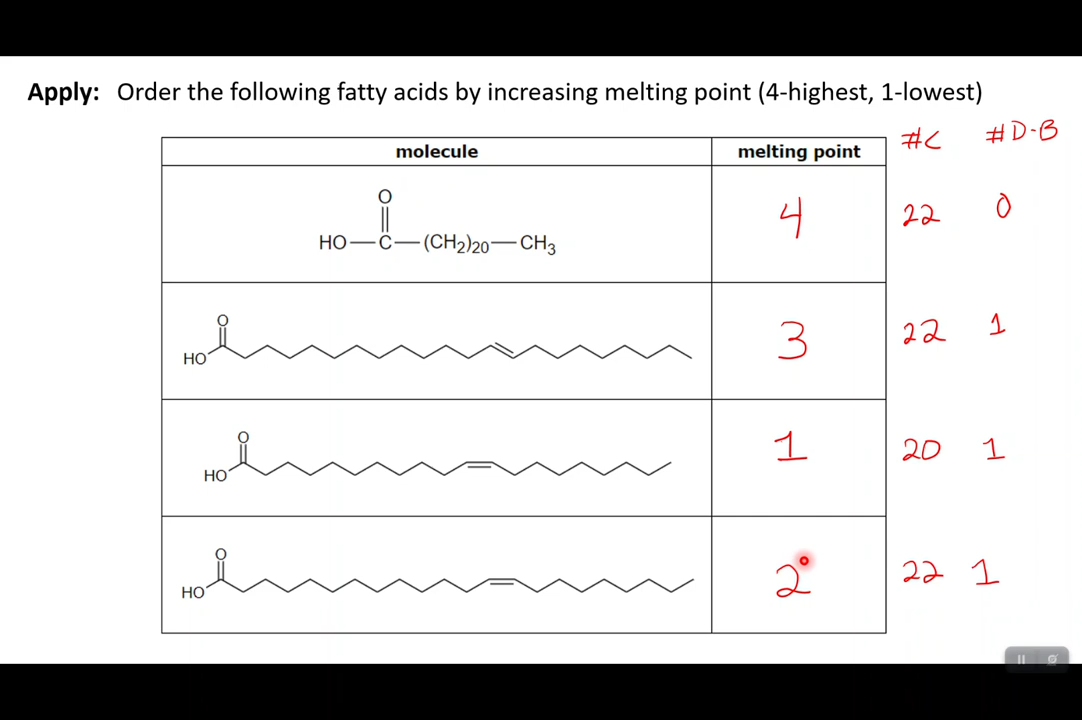 Apply: Order the following fatty acids by increasing melting point (4-highest, 1-lowest)
#C #D-B
molecule melting point
O
HO—C—(CH2)20—CH3 4 22 0
O
HO 3 22 1
O
HO 1 20 1
O
HO 2 22 1